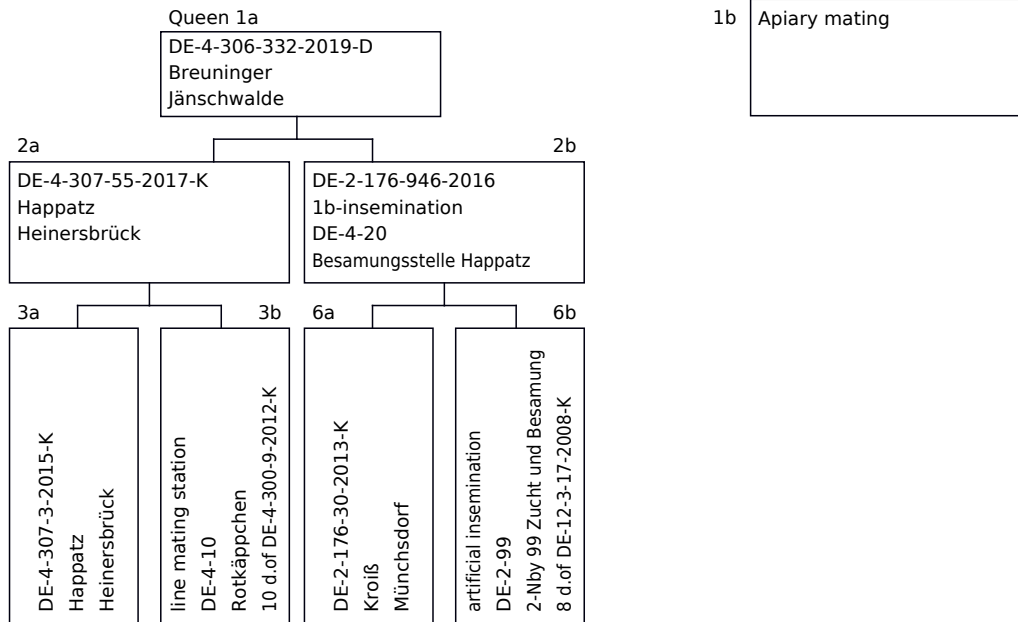 Queen 1a
DE-4-306-332-2019-D
Breuninger
Jänschwalde
1b
Apiary mating
2a
DE-4-307-55-2017-K
Happatz
Heinersbrück
2b
DE-2-176-946-2016
1b-insemination
DE-4-20
Besamungsstelle Happatz
3a
DE-4-307-3-2015-K
Happatz
Heinersbrück
3b
line mating station
DE-4-10
Rotkäppchen
10 d.of DE-4-300-9-2012-K
6a
DE-2-176-30-2013-K
Kroiß
Münchsdorf
6b
artificial insemination
DE-2-99
2-Nby 99 Zucht und Besamung
8 d.of DE-12-3-17-2008-K